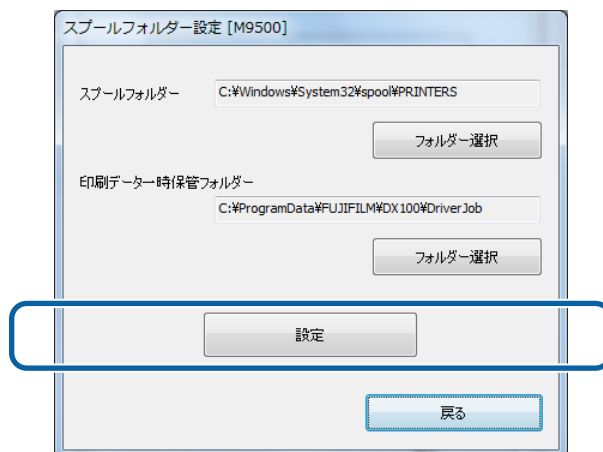 スプールフォルダー設定 [M9500]
スプールフォルダー C:¥Windows¥System32¥spool¥PRINTERS
フォルダー選択
印刷データ一時保管フォルダー
C:¥ProgramData¥FUJIFILM¥DX100¥DriverJob
フォルダー選択
設定
戻る